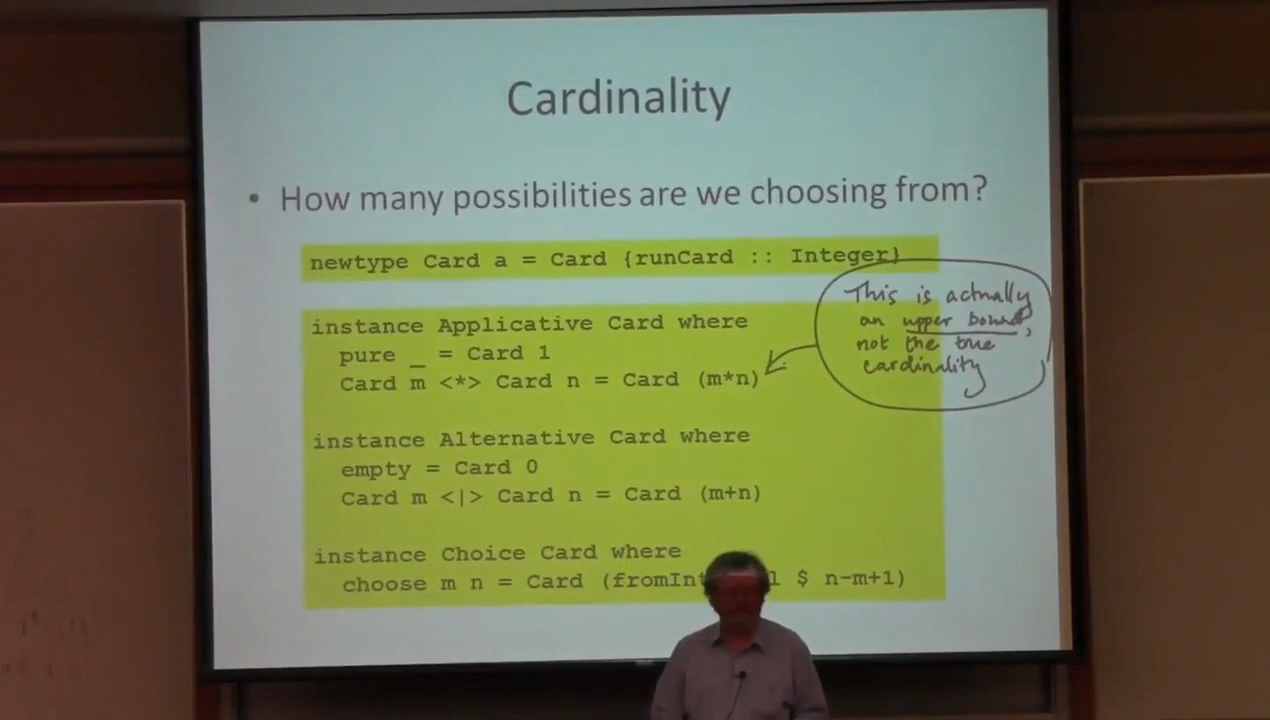 Cardinality
• How many possibilities are we choosing from?
newtype Card a = Card {runCard :: Integer}
instance Applicative Card where
pure _ = Card 1
Card m <*> Card n = Card (m*n)
This is actually
an upper bound,
not the true
cardinality
instance Alternative Card where
empty = Card 0
Card m <|> Card n = Card (m+n)
instance Choice Card where
choose m n = Card (fromInt l $ n-m+1)